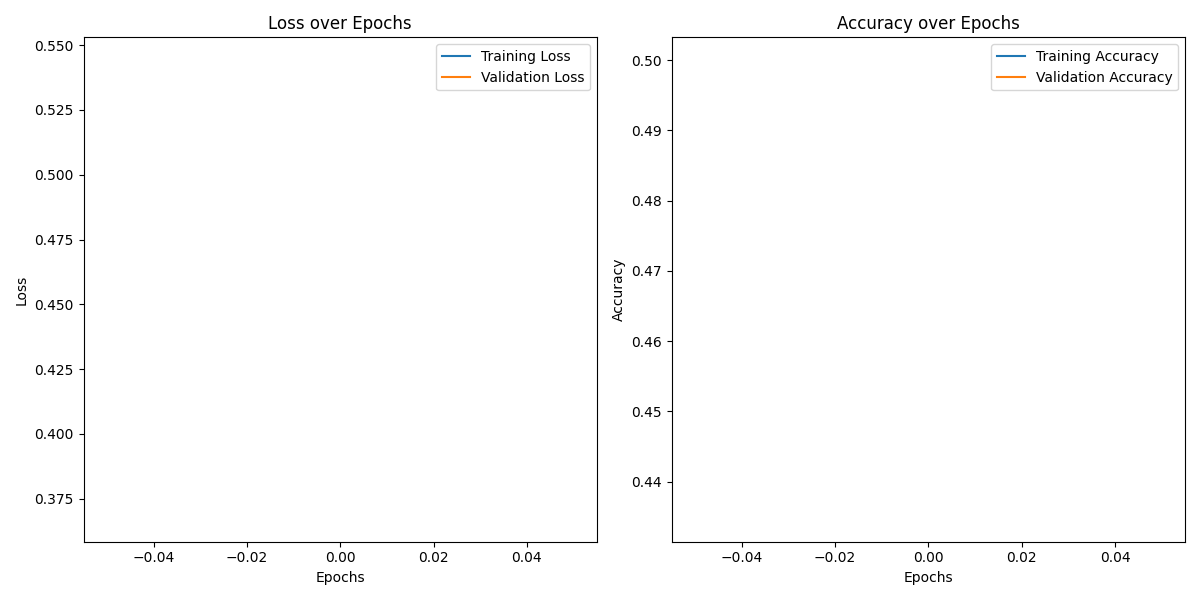 Loss over Epochs
0.550
0.525
0.500
0.475
0.450
0.425
0.400
0.375
Loss
Training Loss
Validation Loss
−0.04 −0.02 0.00 0.02 0.04
Epochs
Accuracy over Epochs
0.50
0.49
0.48
0.47
0.46
0.45
0.44
Accuracy
Training Accuracy
Validation Accuracy
−0.04 −0.02 0.00 0.02 0.04
Epochs